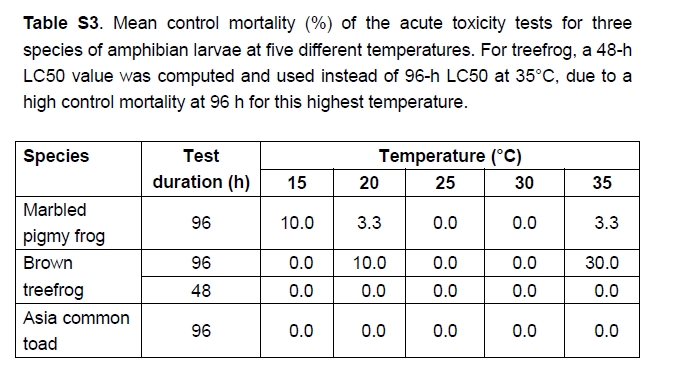 Table S3. Mean control mortality (%) of the acute toxicity tests for three
species of amphibian larvae at five different temperatures. For treefrog, a 48-h
LC50 value was computed and used instead of 96-h LC50 at 35°C, due to a
high control mortality at 96 h for this highest temperature.
Species Test duration (h) Temperature (°C)
15 20 25 30 35
Marbled pigmy frog 96 10.0 3.3 0.0 0.0 3.3
Brown treefrog 96 0.0 10.0 0.0 0.0 30.0
48 0.0 0.0 0.0 0.0 0.0
Asia common toad 96 0.0 0.0 0.0 0.0 0.0